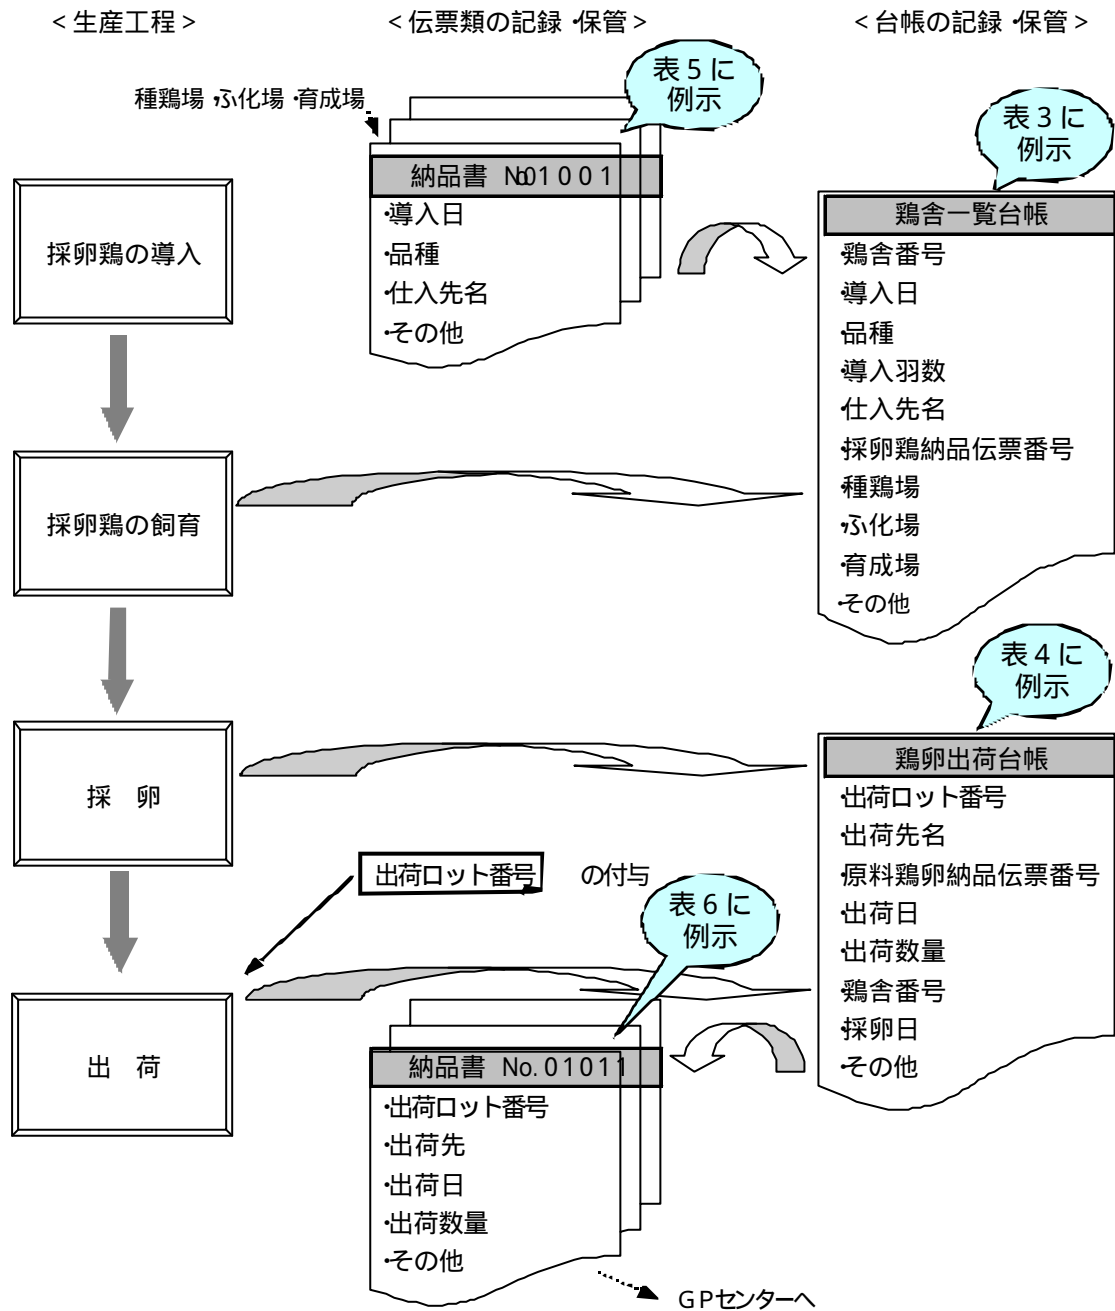 ＜生産工程＞
＜伝票類の記録・保管＞
＜台帳の記録・保管＞
種鶏場・ふ化場・育成場
表５に
例示
表３に
例示
納品書 No01001
・導入日
・品種
・仕入先名
・その他
採卵鶏の導入
鶏舎一覧台帳
・鶏舎番号
・導入日
・品種
・導入羽数
・仕入先名
・採卵鶏納品伝票番号
・種鶏場
・ふ化場
・育成場
・その他
採卵鶏の飼育
表４に
例示
採　卵
鶏卵出荷台帳
・出荷ロット番号
・出荷先名
・原料鶏卵納品伝票番号
・出荷日
・出荷数量
・鶏舎番号
・採卵日
・その他
出荷ロット番号　の付与
表６に
例示
出　荷
納品書 No.01011
・出荷ロット番号
・出荷先
・出荷日
・出荷数量
・その他
ＧＰセンターへ